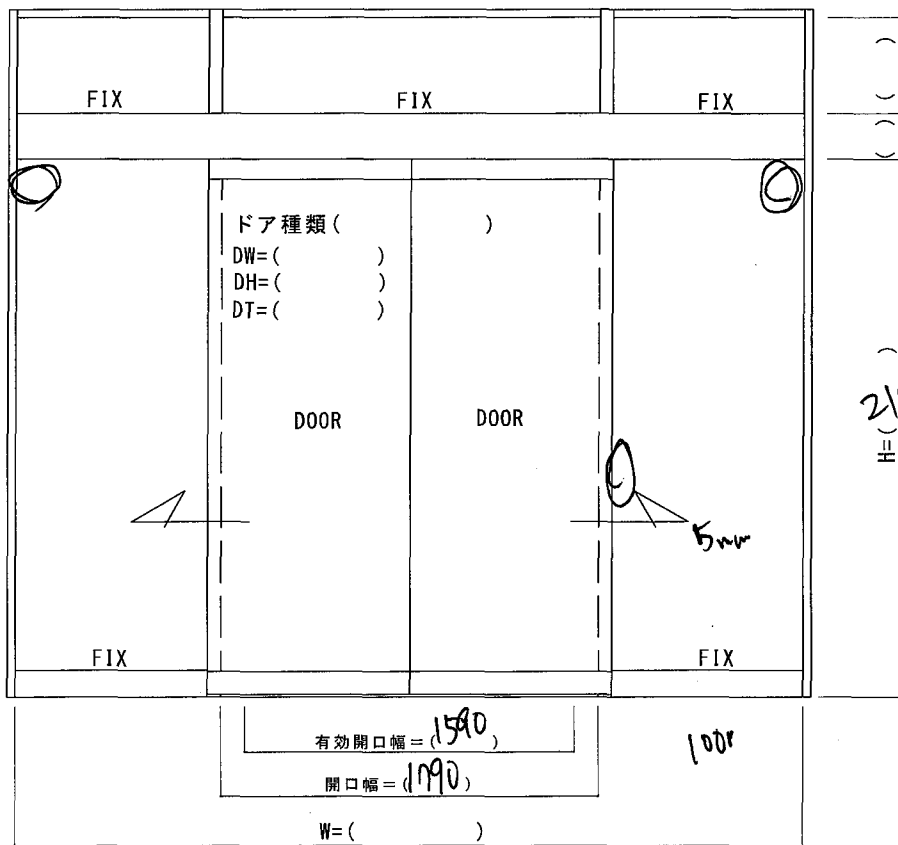 FIX FIX FIX
ドア種類( )
DW=( )
DH=( )
DT=( )
DOOR DOOR
H=( )
5mm
FIX FIX
有効開口幅=(1590)
開口幅=(1790)
W=( )